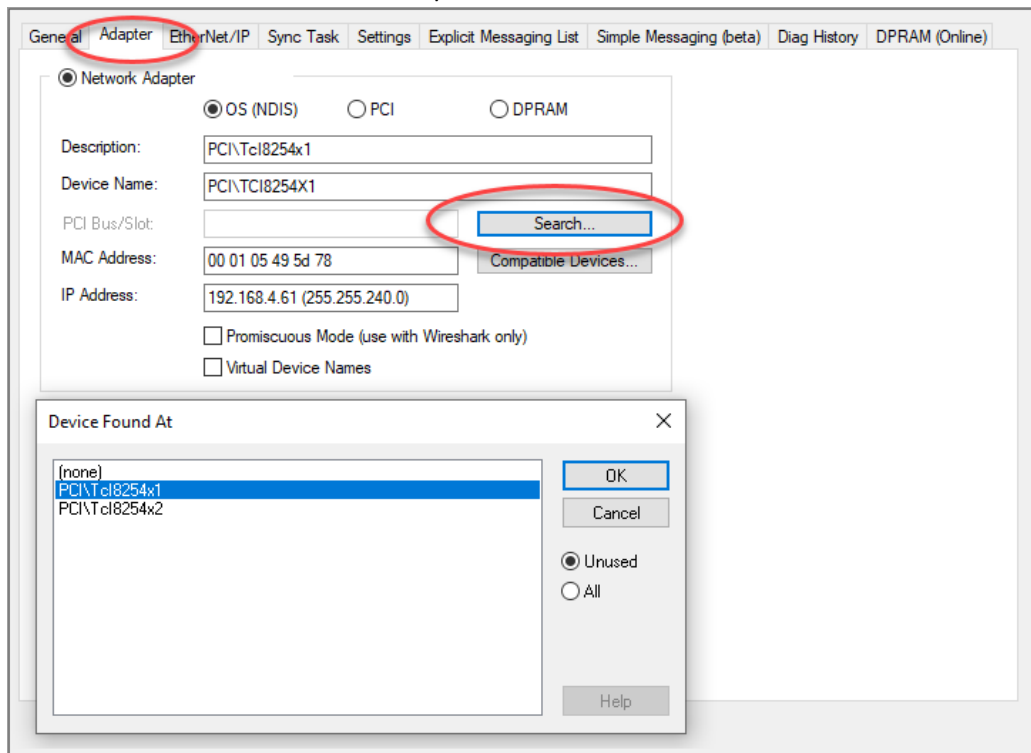 General Adapter EtherNet/IP Sync Task Settings Explicit Messaging List Simple Messaging (beta) Diag History DPRAM (Online)
Network Adapter
OS (NDIS) PCI DPRAM
Description: PCI\TcI8254x1
Device Name: PCI\TCI8254X1
PCI Bus/Slot: Search...
MAC Address: 00 01 05 49 5d 78 Compatible Devices...
IP Address: 192.168.4.61 (255.255.240.0)
Promiscuous Mode (use with Wireshark only)
Virtual Device Names
Device Found At
(none)
PCI\TcI8254x1
PCI\TcI8254x2
OK
Cancel
Unused
All
Help